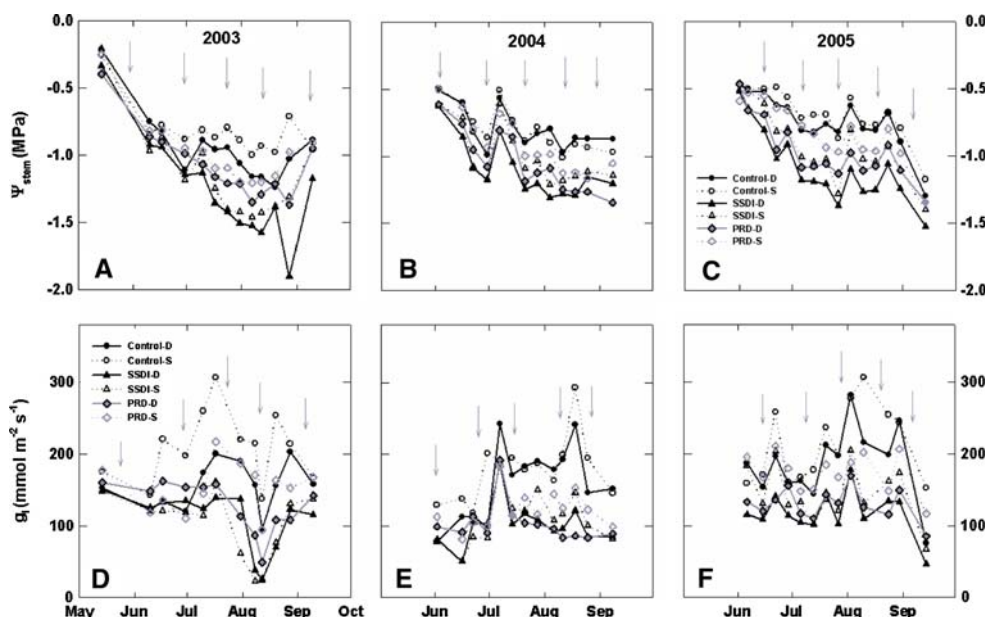 2003
2004
2005
0.0
-0.5
-1.0
-1.5
-2.0
Ψstem (MPa)
A
B
C
Control-D
Control-S
SSDI-D
SSDI-S
PRD-D
PRD-S
0.0
-0.5
-1.0
-1.5
-2.0
Control-D
Control-S
SSDI-D
SSDI-S
PRD-D
PRD-S
300
200
100
0
gl (mmol m-2 s-1)
D
E
F
300
200
100
0
May Jun Jul Aug Sep Oct
Jun Jul Aug Sep
Jun Jul Aug Sep